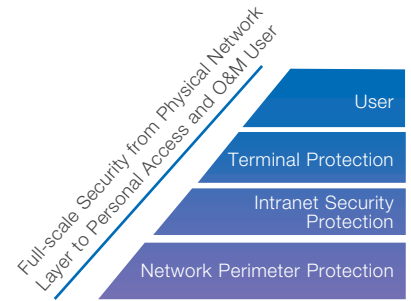 Full-scale Security from Physical Network
Layer to Personal Access and O&M User
User
Terminal Protection
Intranet Security
Protection
Network Perimeter Protection